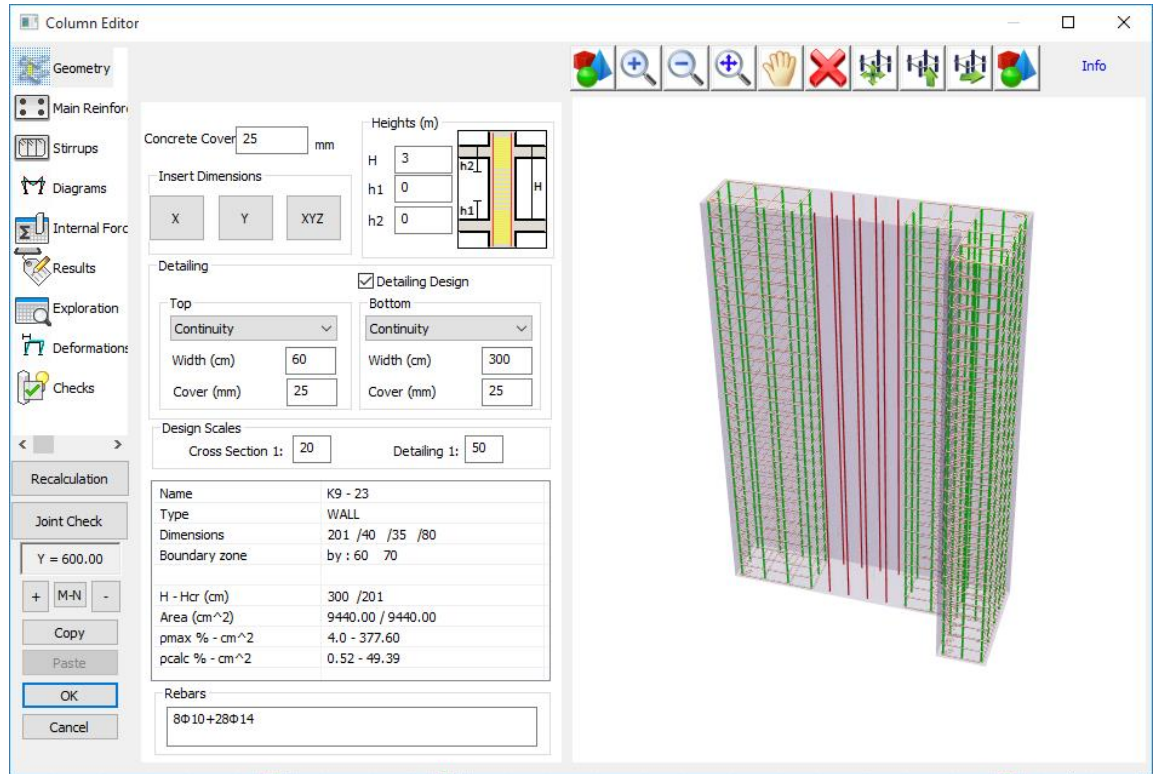 Column Editor
Geometry
Main Reinforc
Stirrups
Diagrams
Internal Forc
Results
Exploration
Deformations
Checks
Recalculation
Joint Check
Y = 600.00
+ M-N -
Copy
Paste
OK
Cancel
Concrete Cover 25 mm
Insert Dimensions
X Y XYZ
Heights (m)
H 3
h1 0
h2 0
h2
H
h1
Detailing
Detailing Design
Top
Continuity
Width (cm) 60
Cover (mm) 25
Bottom
Continuity
Width (cm) 300
Cover (mm) 25
Design Scales
Cross Section 1: 20 Detailing 1: 50
Name K9 - 23
Type WALL
Dimensions 201 /40 /35 /80
Boundary zone by : 60 70
H - Hcr (cm) 300 /201
Area (cm^2) 9440.00 / 9440.00
ρmax % - cm^2 4.0 - 377.60
ρcalc % - cm^2 0.52 - 49.39
Rebars
8Φ10+28Φ14
Info